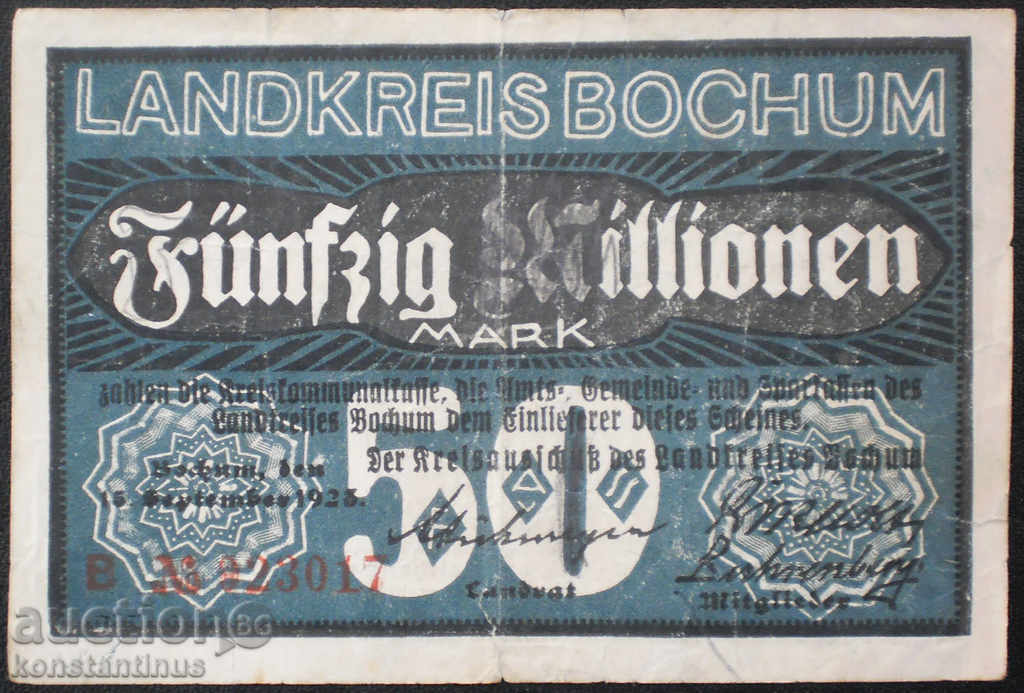 LANDKREIS BOCHUM
Fünfzig Millionen
MARK
zahlen die Kreiskommunalkasse, die Amts-, Gemeinde- und Sparkassen des
Landkreises Bochum dem Einlieferer dieses Scheines.
Bochum, den
15. September 1923.
Der Kreisausschuß des Landkreises Bochum
50
A S
B № 223017
Landrat
Mitglieder
auction BG
konstantinus